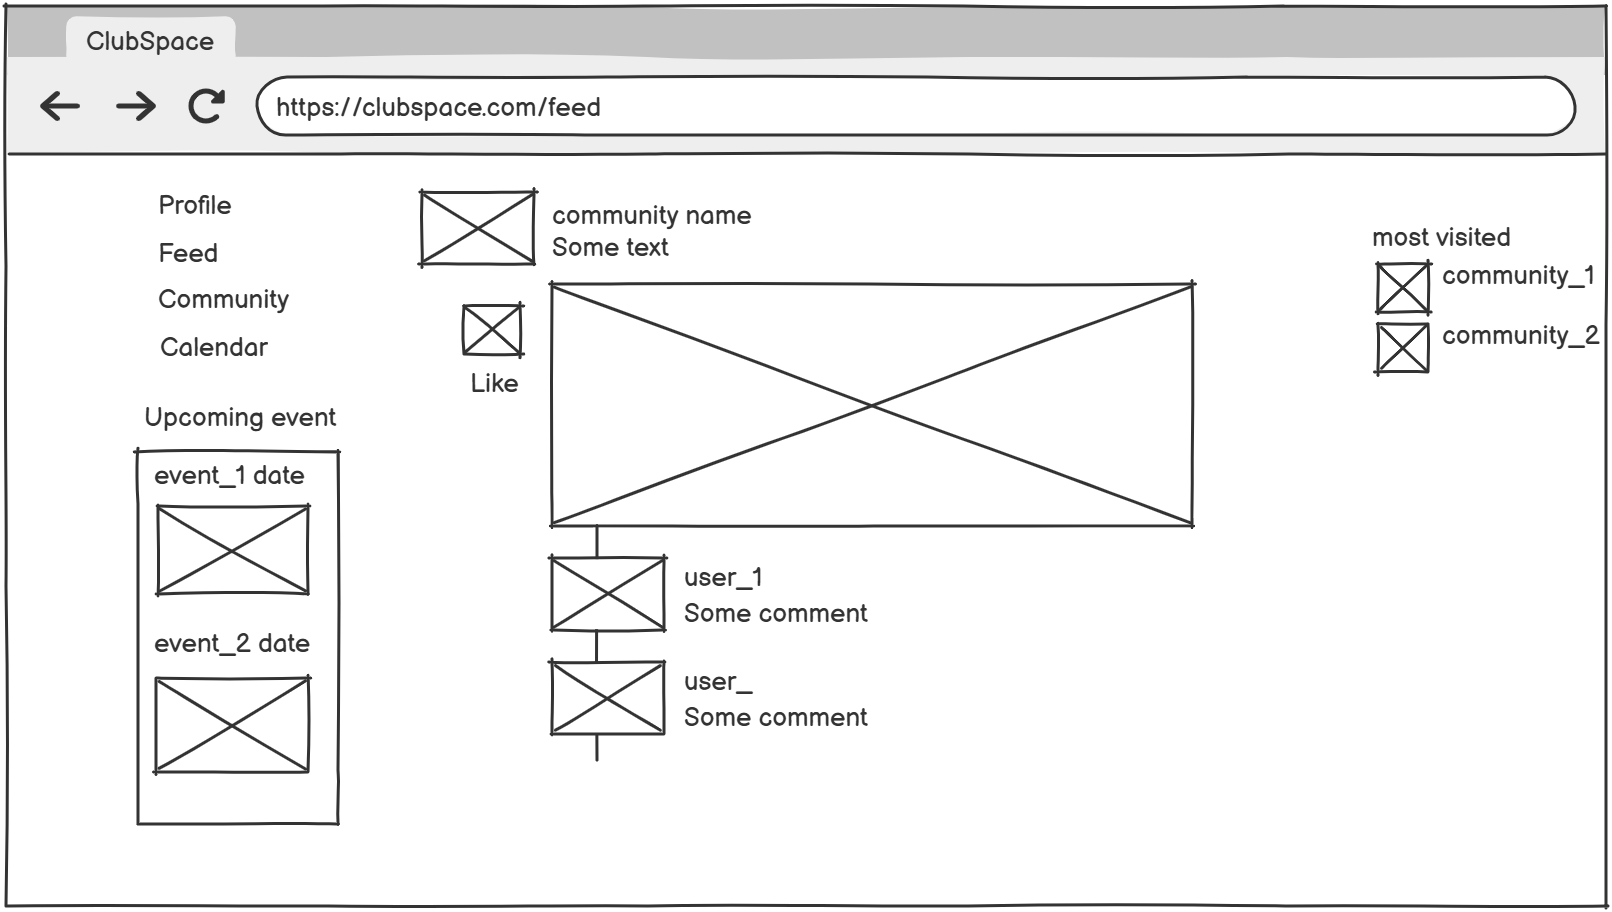 ClubSpace
https://clubspace.com/feed
Profile
Feed
Community
Calendar
Upcoming event
event_1 date
event_2 date
community name
Some text
Like
user_1
Some comment
user_
Some comment
most visited
community_1
community_2